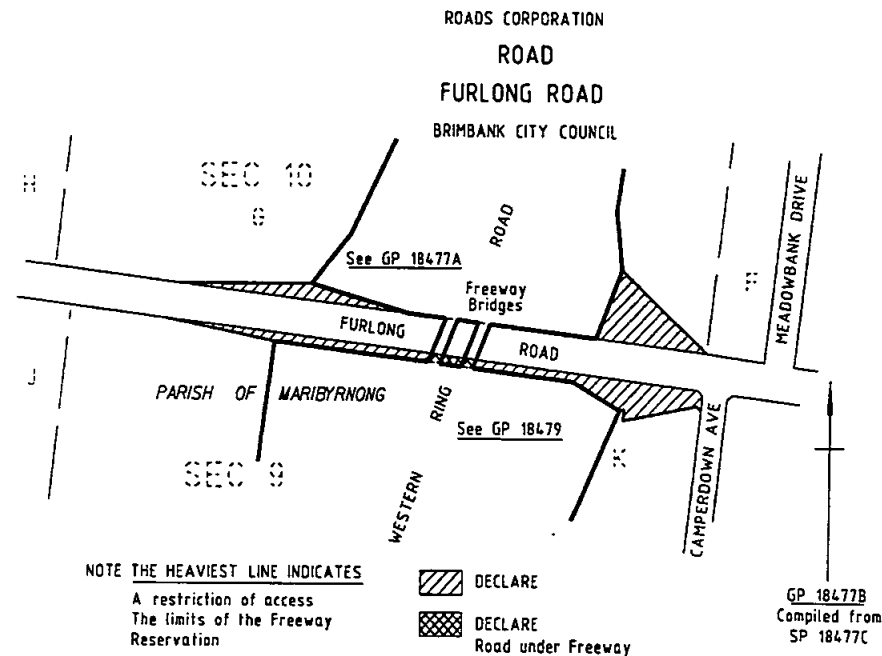 ROADS CORPORATION
ROAD
FURLONG ROAD
BRIMBANK CITY COUNCIL
H
SEC 10
G
ROAD
MEADOWBANK DRIVE
See GP 18477A
Freeway
Bridges
F
FURLONG
ROAD
J
PARISH OF MARIBYRNONG
RING
See GP 18479
K
SEC 9
WESTERN
CAMPERDOWN AVE
NOTE THE HEAVIEST LINE INDICATES
A restriction of access
The limits of the Freeway
Reservation
DECLARE
DECLARE
Road under Freeway
GP 18477B
Compiled from
SP 18477C